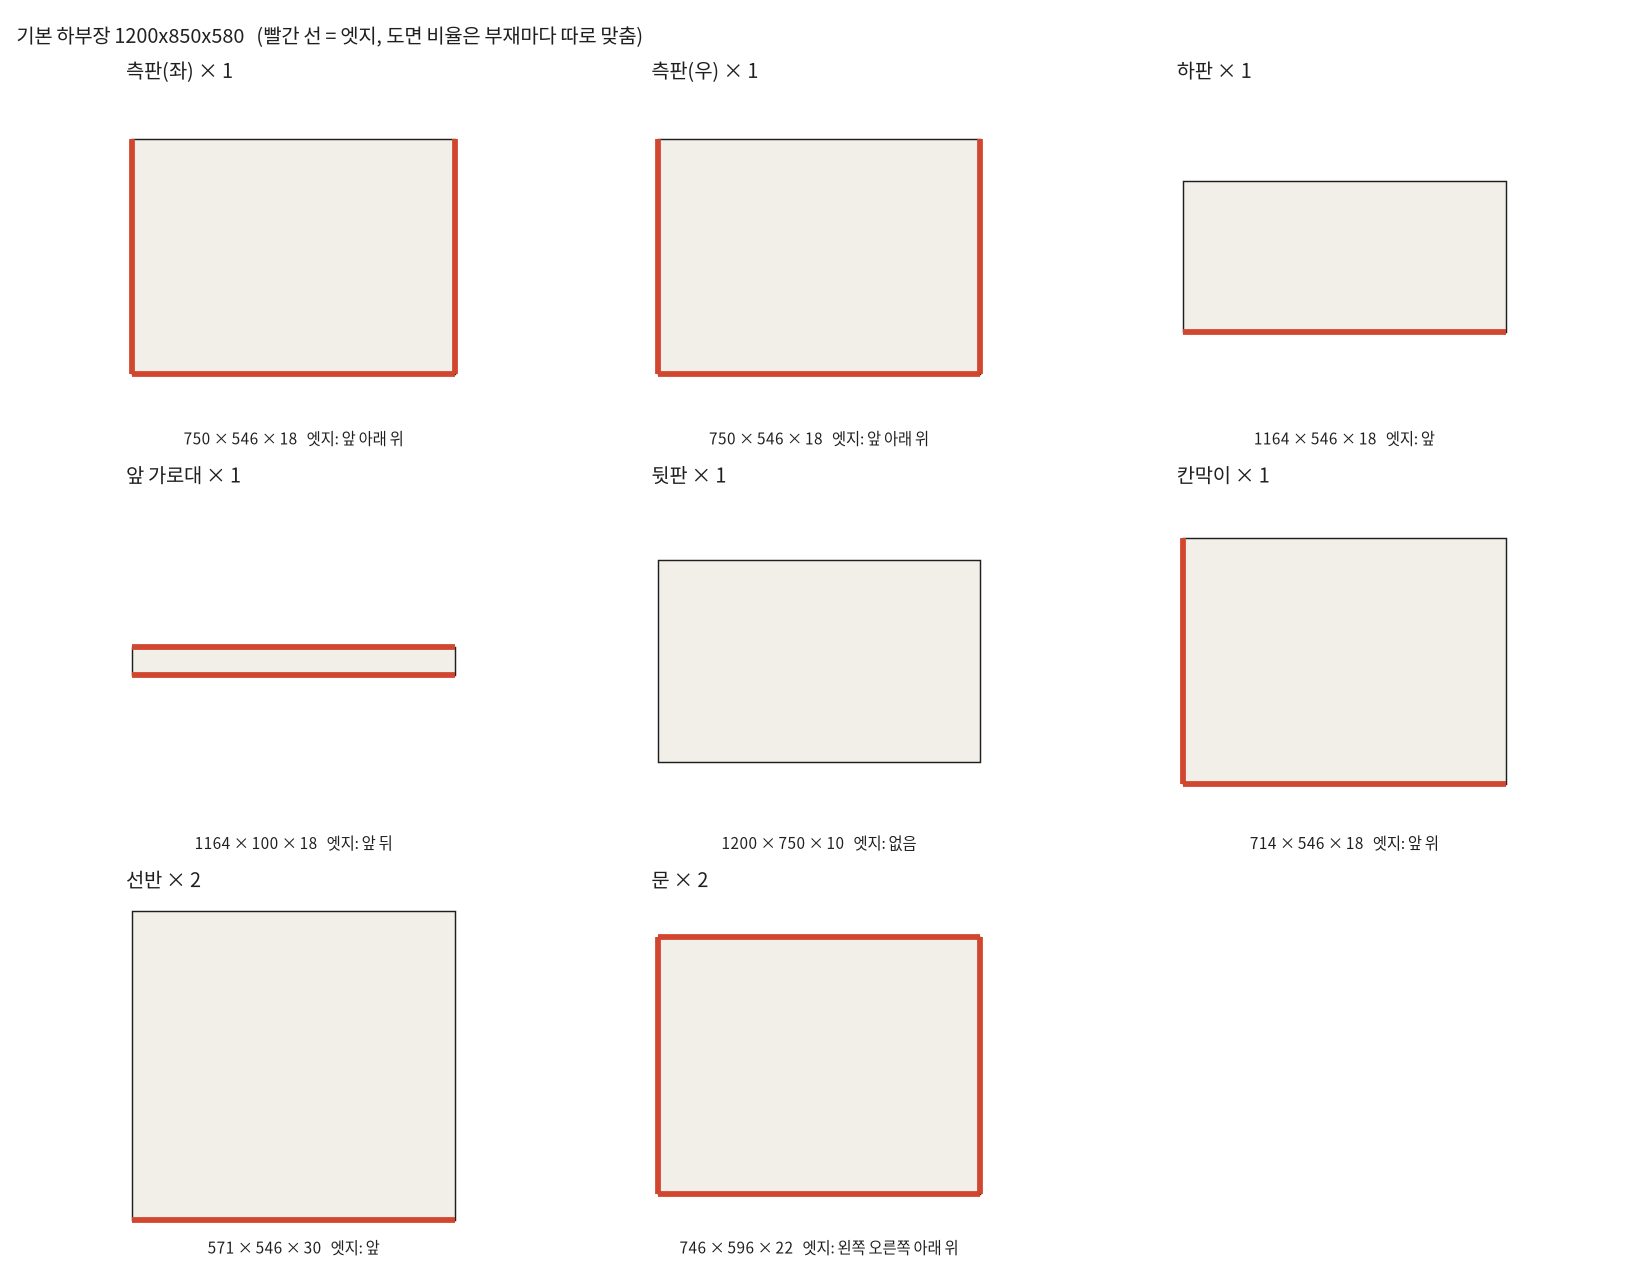 기본 하부장 1200x850x580 (빨간 선 = 엣지, 도면 비율은 부재마다 따로 맞춤)
측판(좌) × 1
측판(우) × 1
하판 × 1
750 × 546 × 18 엣지: 앞 아래 위
750 × 546 × 18 엣지: 앞 아래 위
1164 × 546 × 18 엣지: 앞
앞 가로대 × 1
뒷판 × 1
칸막이 × 1
1164 × 100 × 18 엣지: 앞 뒤
1200 × 750 × 10 엣지: 없음
714 × 546 × 18 엣지: 앞 위
선반 × 2
문 × 2
571 × 546 × 30 엣지: 앞
746 × 596 × 22 엣지: 왼쪽 오른쪽 아래 위